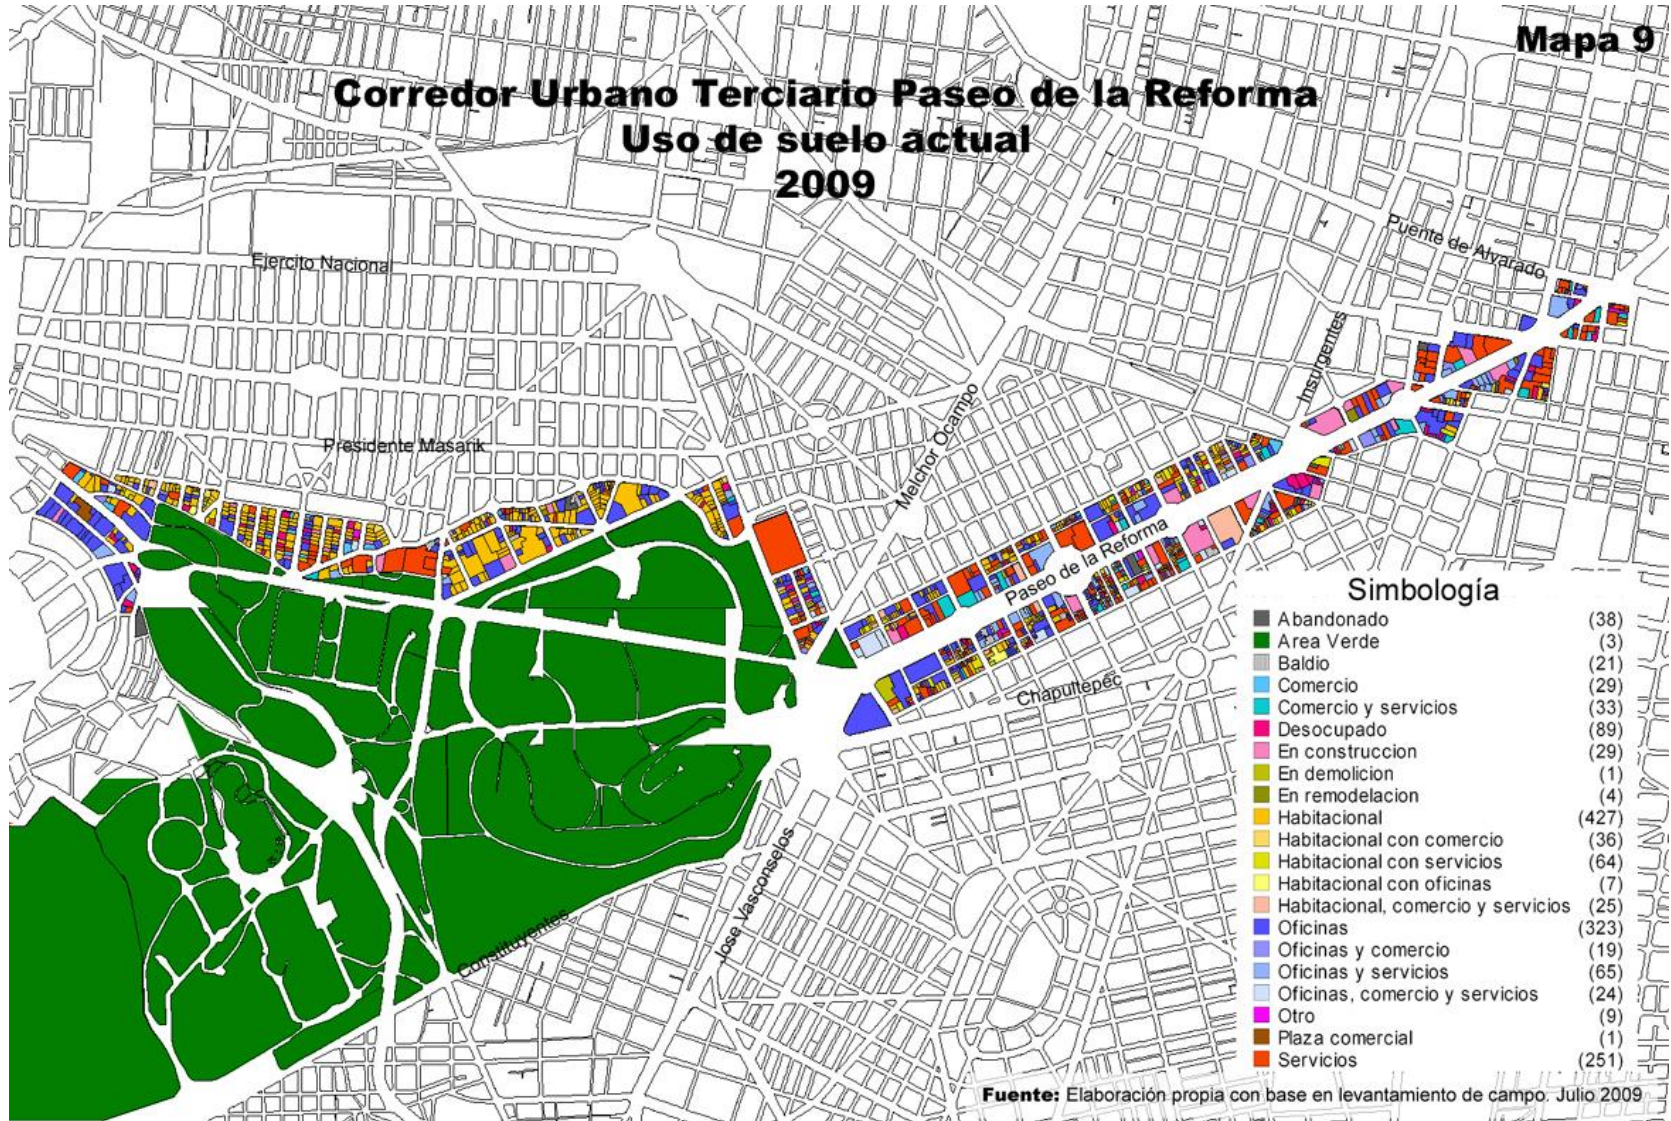 Mapa 9
Corredor Urbano Terciario Paseo de la Reforma
Uso de suelo actual
2009
Puente de Alvarado
Ejercito Nacional
Insurgentes
Presidente Masarik
Melchor Ocampo
Paseo de la Reforma
Chapultepec
Jose Vasconselos
Constituyentes
Simbología
Abandonado (38)
Area Verde (3)
Baldio (21)
Comercio (29)
Comercio y servicios (33)
Desocupado (89)
En construccion (29)
En demolicion (1)
En remodelacion (4)
Habitacional (427)
Habitacional con comercio (36)
Habitacional con servicios (64)
Habitacional con oficinas (7)
Habitacional, comercio y servicios (25)
Oficinas (323)
Oficinas y comercio (19)
Oficinas y servicios (65)
Oficinas, comercio y servicios (24)
Otro (9)
Plaza comercial (1)
Servicios (251)
Fuente: Elaboración propia con base en levantamiento de campo. Julio 2009